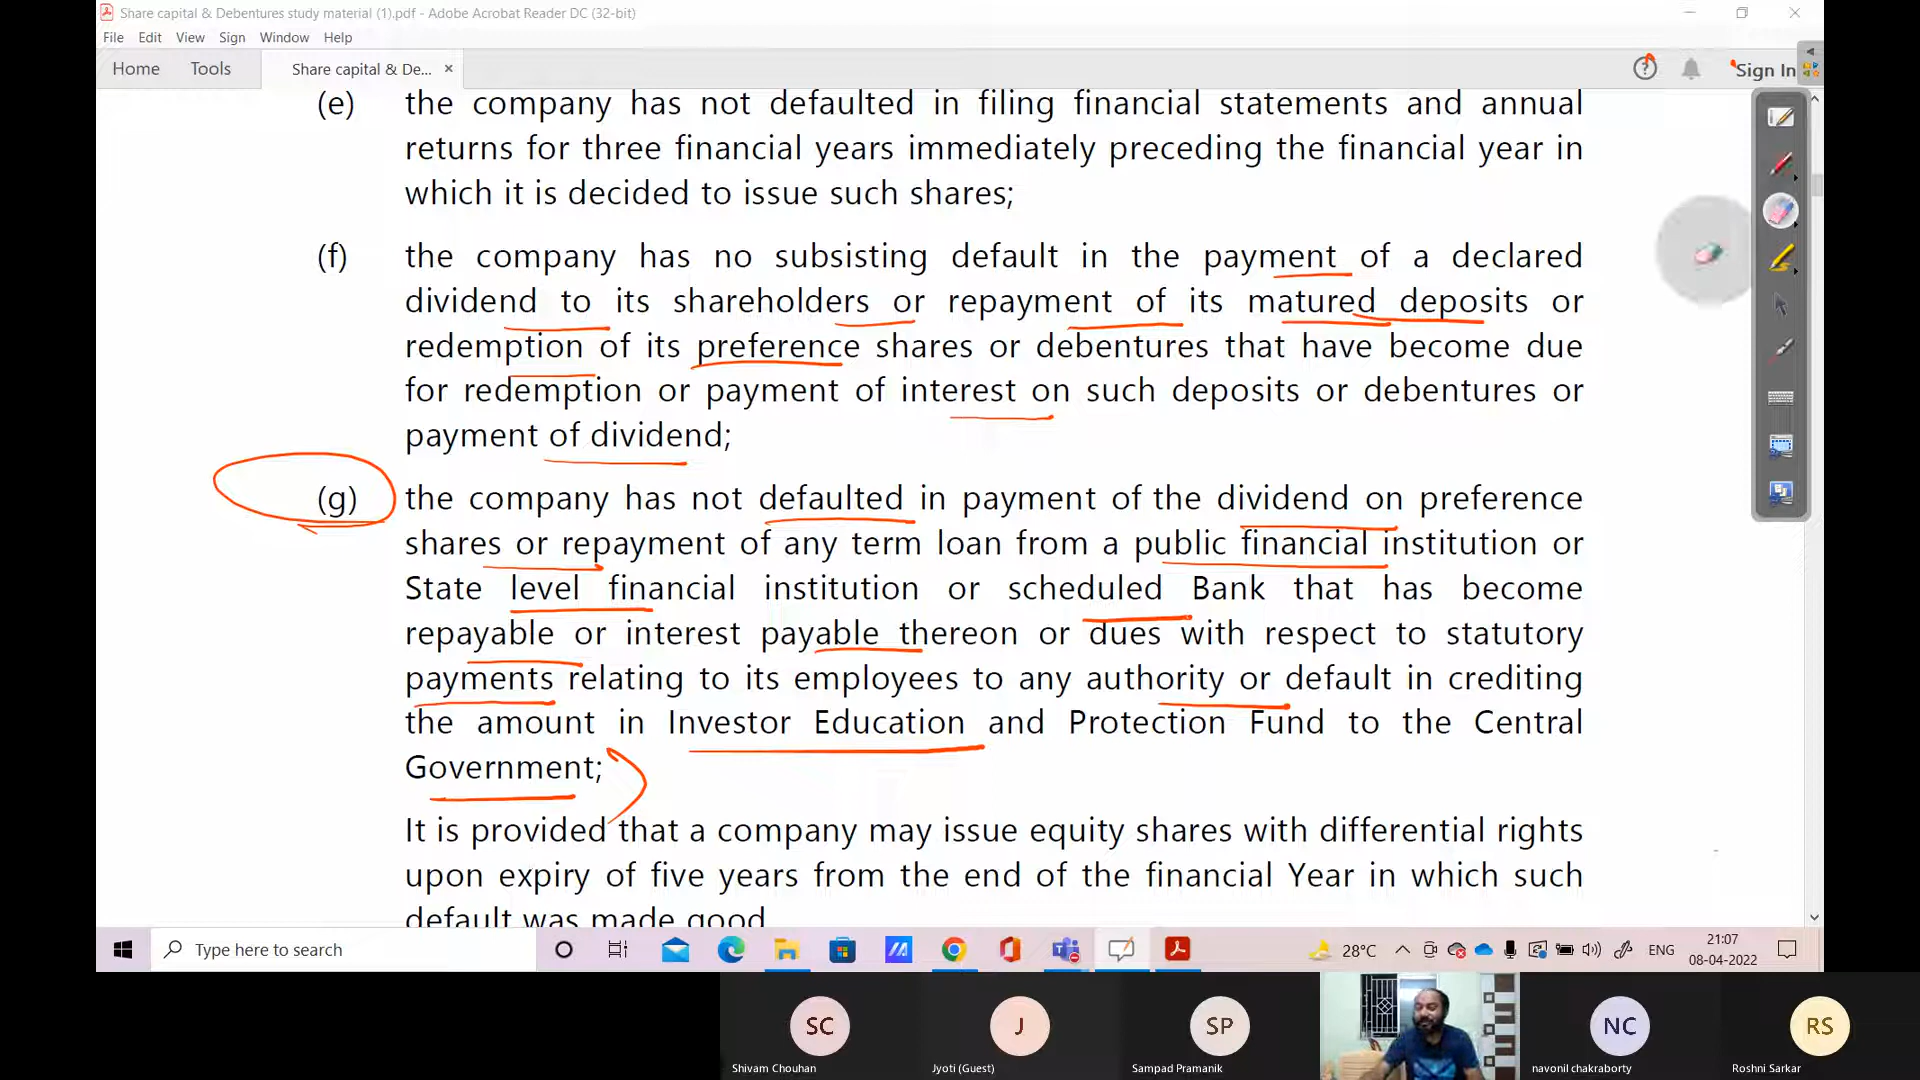 Share capital & Debentures study material (1).pdf - Adobe Acrobat Reader DC (32-bit)
File Edit View Sign Window Help
Home Tools Share capital & De... × Sign In
(e) the company has not defaulted in filing financial statements and annual
returns for three financial years immediately preceding the financial year in
which it is decided to issue such shares;
(f) the company has no subsisting default in the payment of a declared
dividend to its shareholders or repayment of its matured deposits or
redemption of its preference shares or debentures that have become due
for redemption or payment of interest on such deposits or debentures or
payment of dividend;
(g) the company has not defaulted in payment of the dividend on preference
shares or repayment of any term loan from a public financial institution or
State level financial institution or scheduled Bank that has become
repayable or interest payable thereon or dues with respect to statutory
payments relating to its employees to any authority or default in crediting
the amount in Investor Education and Protection Fund to the Central
Government;
It is provided that a company may issue equity shares with differential rights
upon expiry of five years from the end of the financial Year in which such
default was made good
Type here to search
28°C
ENG
21:07
08-04-2022
SC J SP NC RS
Shivam Chouhan Jyoti (Guest) Sampad Pramanik navonil chakraborty Roshni Sarkar